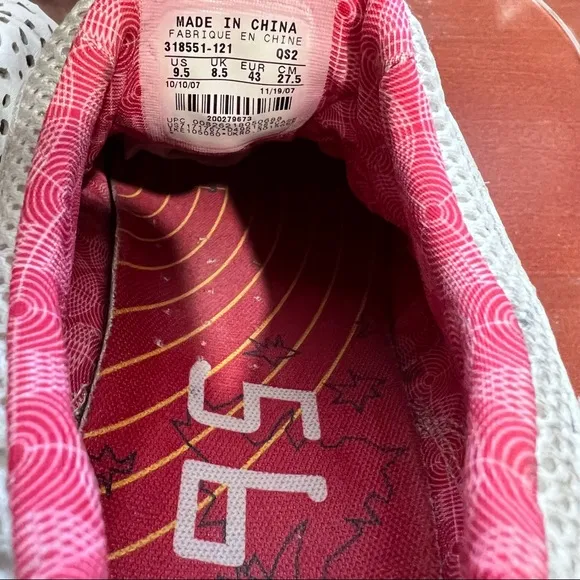 MADE IN CHINA
FABRIQUE EN CHINE
318551-121 QS2
US UK EUR CM
9.5 8.5 43 27.5
10/10/07 11/19/07
200279673
UPC
95